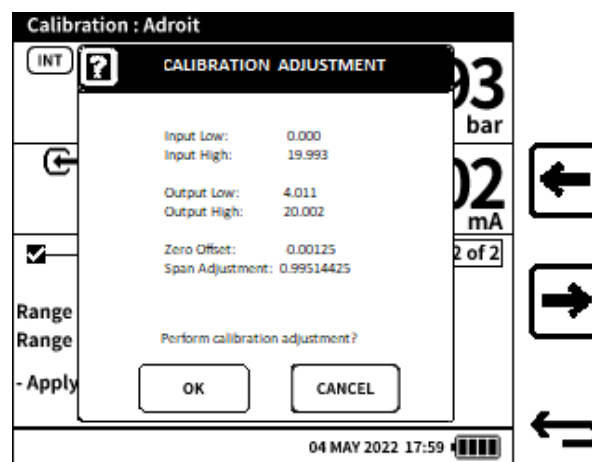 Calibration : Adroit
INT
?
CALIBRATION ADJUSTMENT
93
bar
Input Low: 0.000
Input High: 19.993
Output Low: 4.011
Output High: 20.002
02
mA
Zero Offset: 0.00125
Span Adjustment: 0.99514425
2 of 2
Range
Range
Perform calibration adjustment?
- Apply
OK
CANCEL
04 MAY 2022 17:59